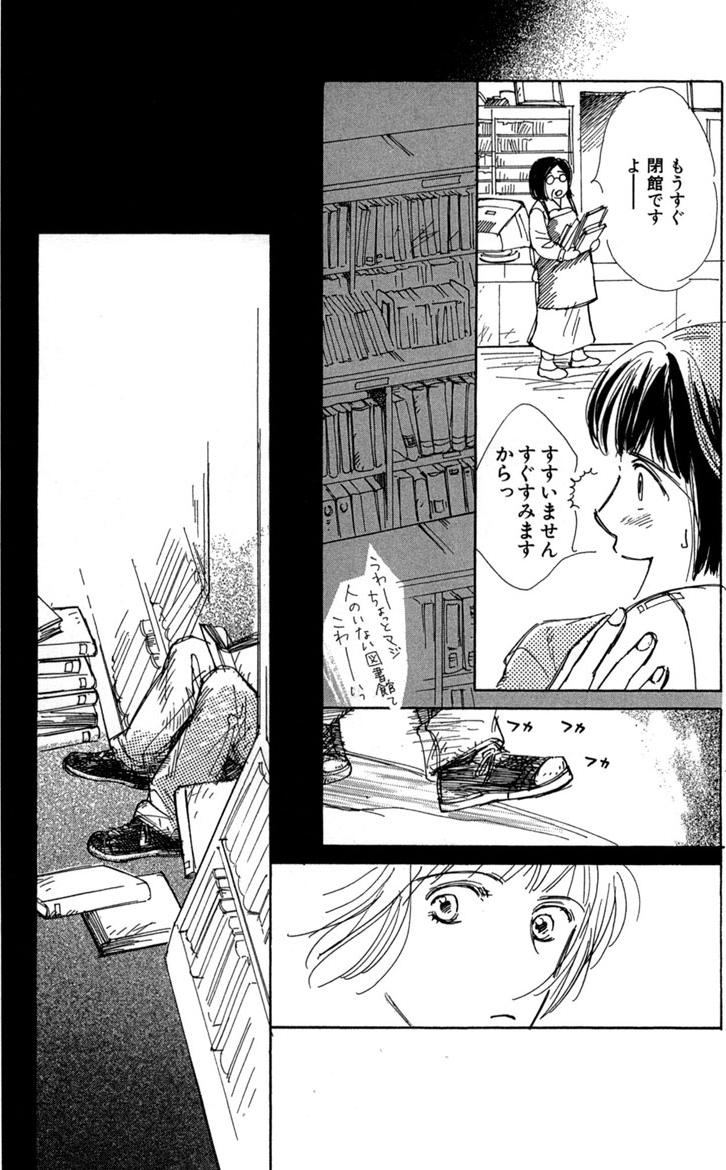 もうすぐ
閉館です
よ――
すすいません
すぐすみます
からっ
うわーちょっとマジ
人のいない図書館て
こわーーいっ
フカ
フカ
フカ